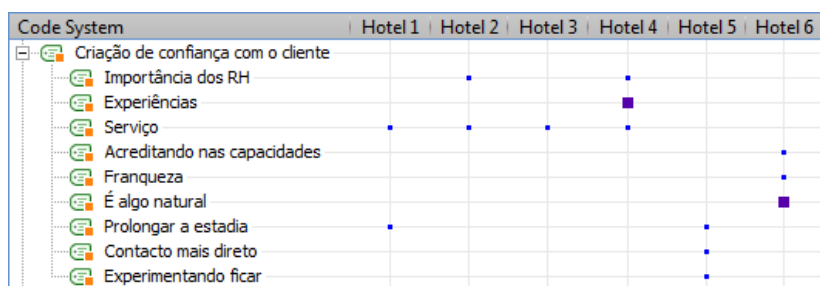 Code System Hotel 1 Hotel 2 Hotel 3 Hotel 4 Hotel 5 Hotel 6
Criação de confiança com o cliente
Importância dos RH
Experiências
Serviço
Acreditando nas capacidades
Franqueza
É algo natural
Prolongar a estadia
Contacto mais direto
Experimentando ficar